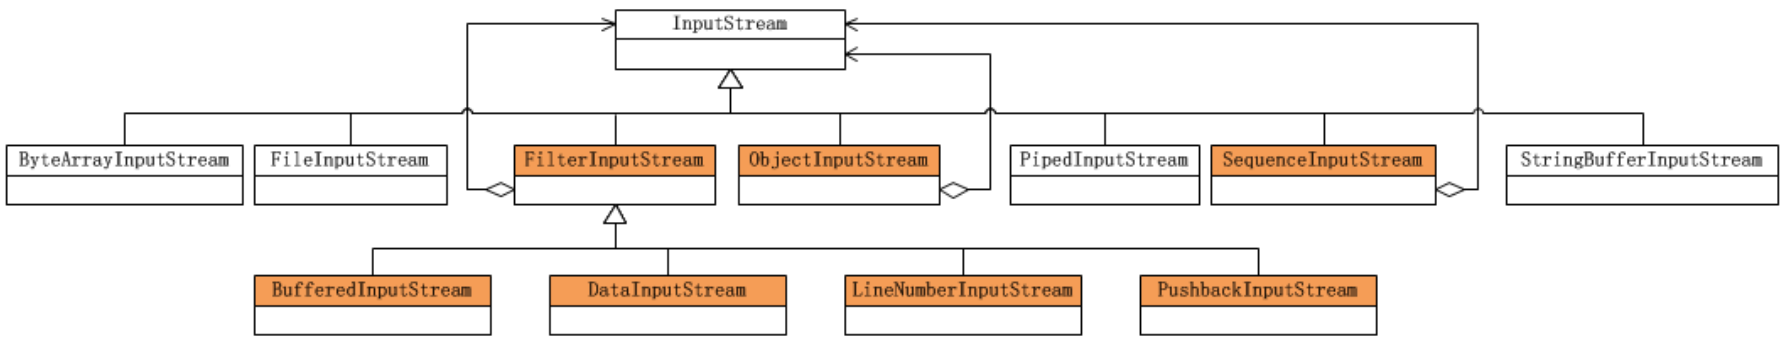 InputStream
ByteArrayInputStream
FileInputStream
FilterInputStream
ObjectInputStream
PipedInputStream
SequenceInputStream
StringBufferInputStream
BufferedInputStream
DataInputStream
LineNumberInputStream
PushbackInputStream